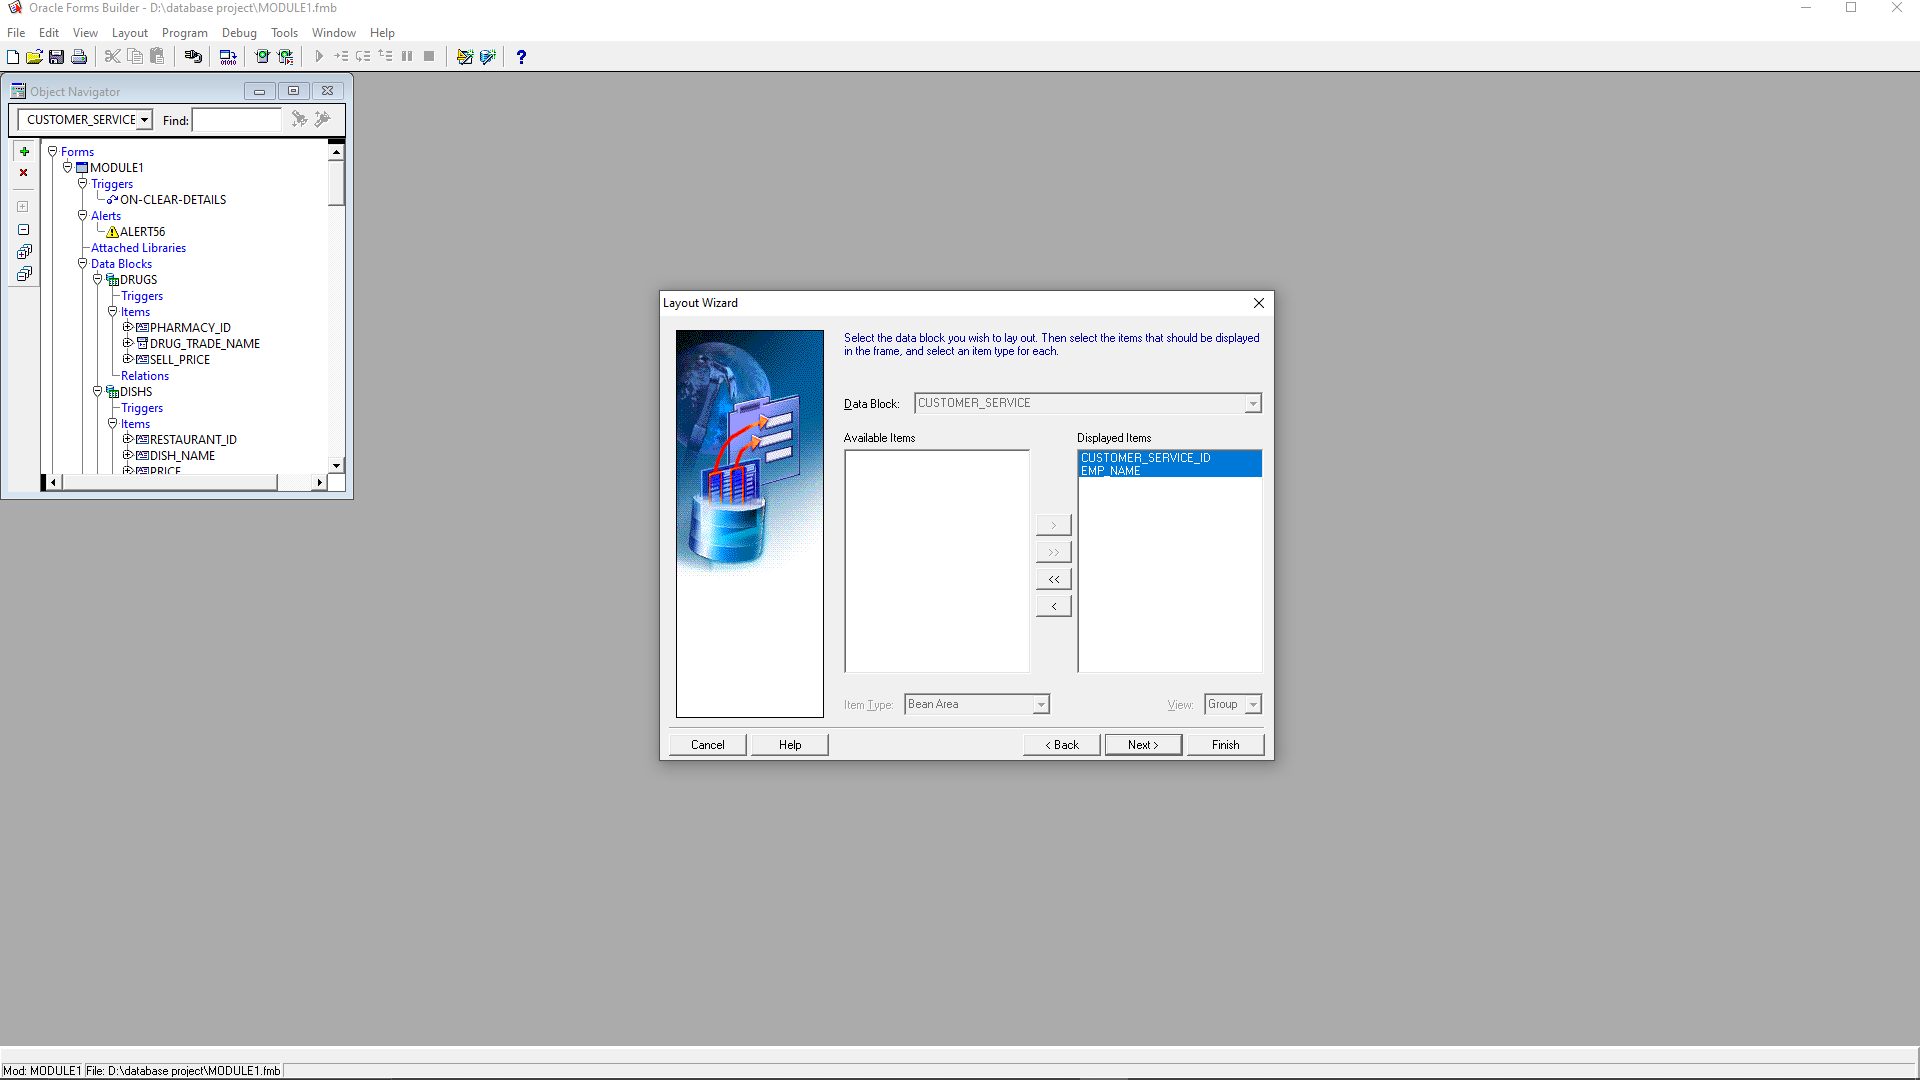 Oracle Forms Builder - D:\database project\MODULE1.fmb
File Edit View Layout Program Debug Tools Window Help
Object Navigator
CUSTOMER_SERVICE Find:
Forms
MODULE1
Triggers
ON-CLEAR-DETAILS
Alerts
ALERT56
Attached Libraries
Data Blocks
DRUGS
Triggers
Items
PHARMACY_ID
DRUG_TRADE_NAME
SELL_PRICE
Relations
DISHS
Triggers
Items
RESTAURANT_ID
DISH_NAME
PRICE
Layout Wizard
Select the data block you wish to lay out. Then select the items that should be displayed
in the frame, and select an item type for each.
Data Block: CUSTOMER_SERVICE
Available Items
Displayed Items
CUSTOMER_SERVICE_ID
EMP_NAME
>
>>
<<
<
Item Type: Bean Area
View: Group
Cancel Help < Back Next > Finish
Mod: MODULE1 File: D:\database project\MODULE1.fmb